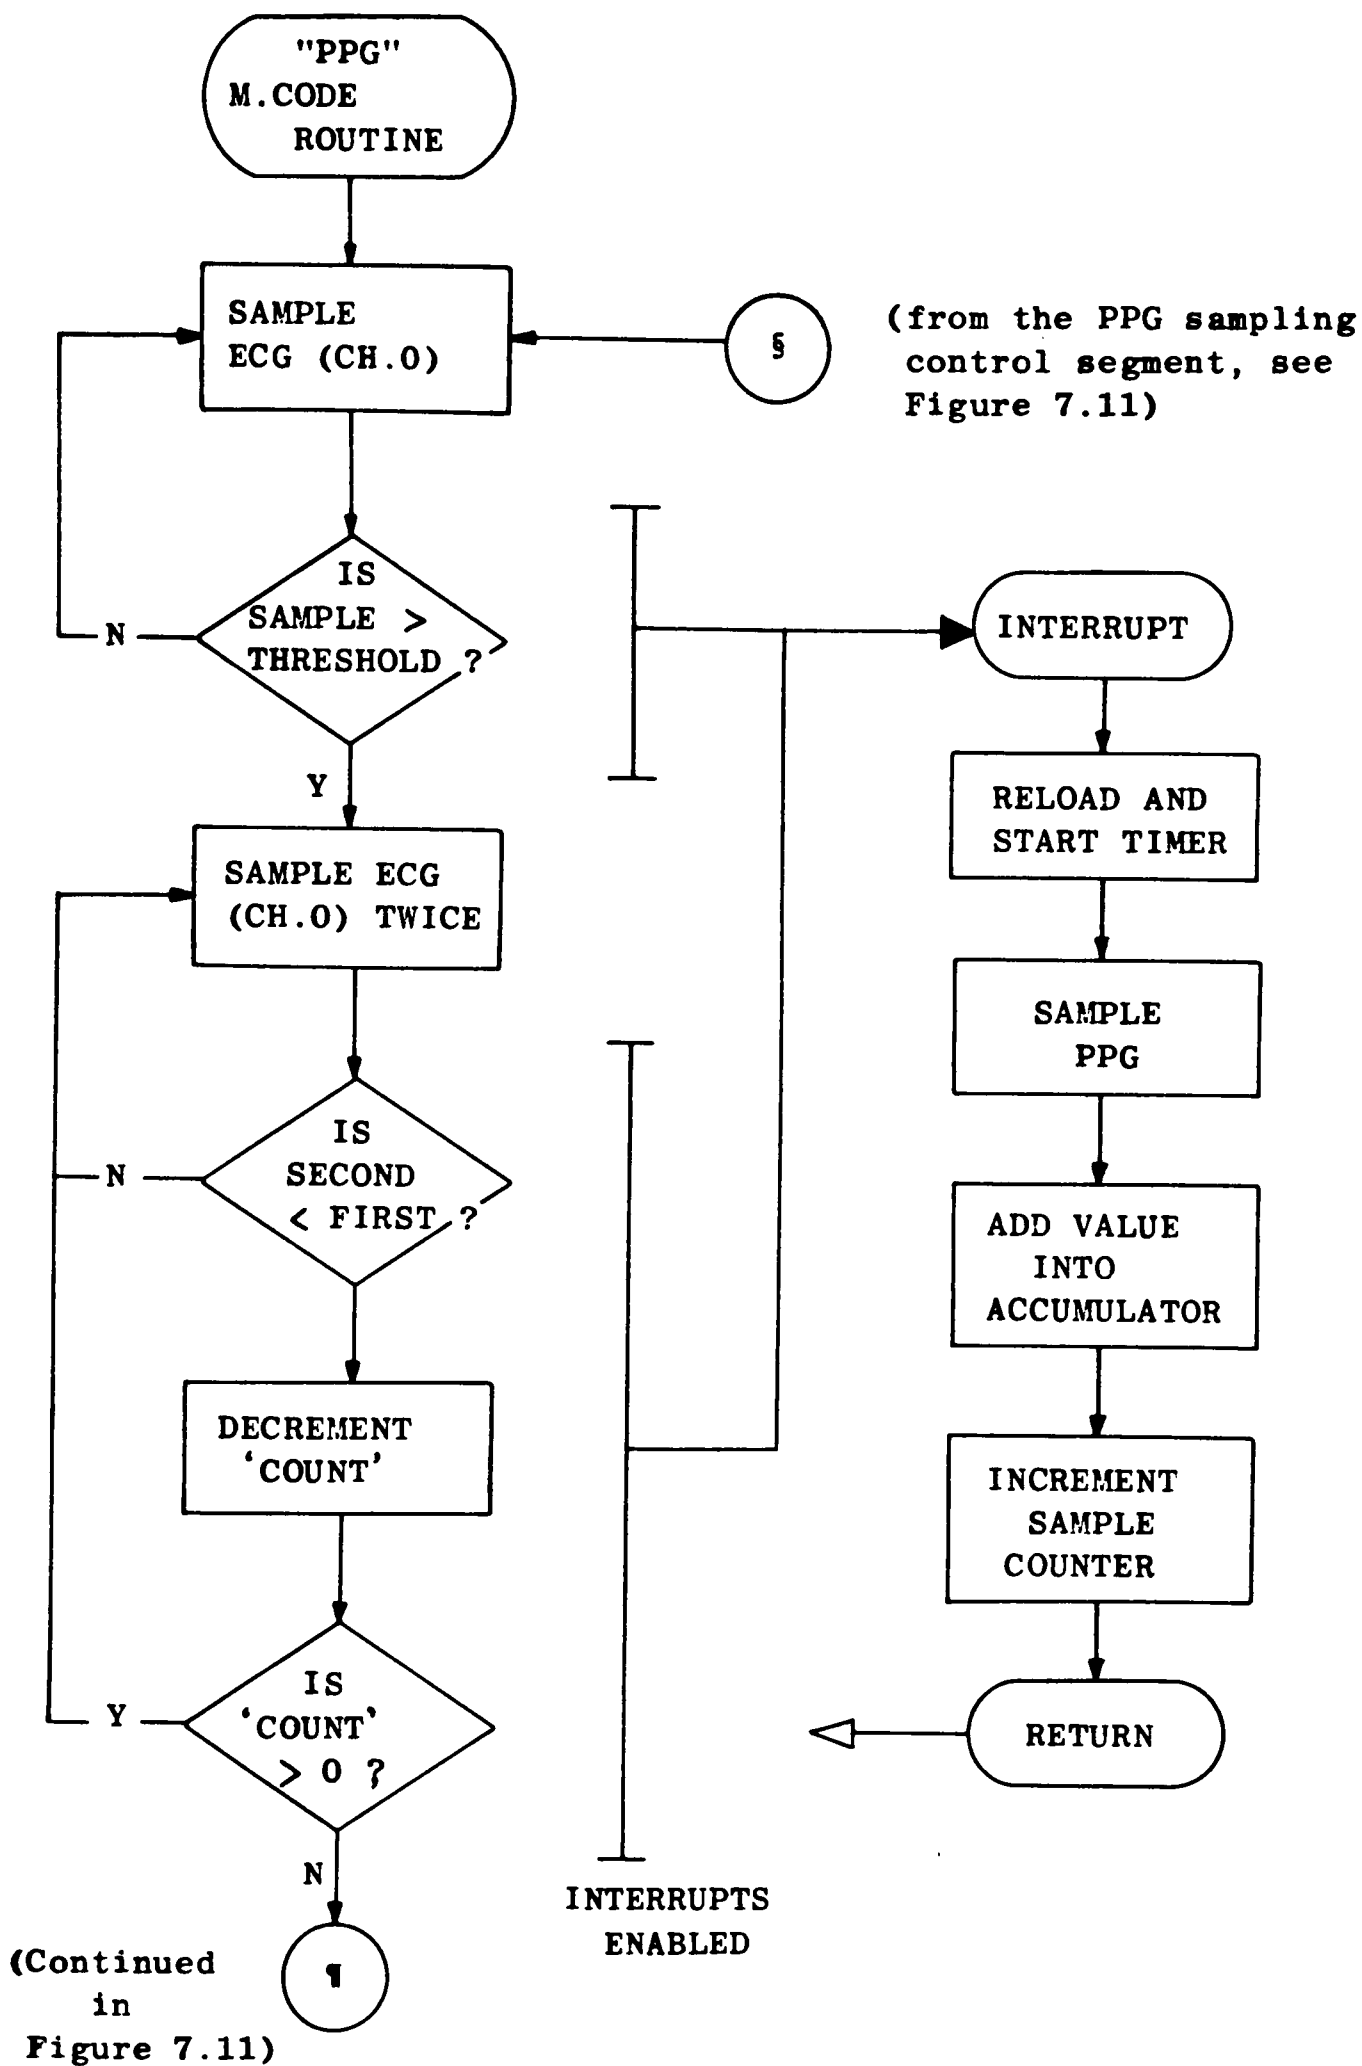 "PPG"
M.CODE
ROUTINE
SAMPLE
ECG (CH.0)
§
(from the PPG sampling
control segment, see
Figure 7.11)
IS
SAMPLE >
THRESHOLD ?
N
Y
SAMPLE ECG
(CH.0) TWICE
IS
SECOND
< FIRST ?
N
DECREMENT
‘COUNT’
IS
‘COUNT’
> 0 ?
Y
N
¶
(Continued
in
Figure 7.11)
INTERRUPTS
ENABLED
INTERRUPT
RELOAD AND
START TIMER
SAMPLE
PPG
ADD VALUE
INTO
ACCUMULATOR
INCREMENT
SAMPLE
COUNTER
RETURN